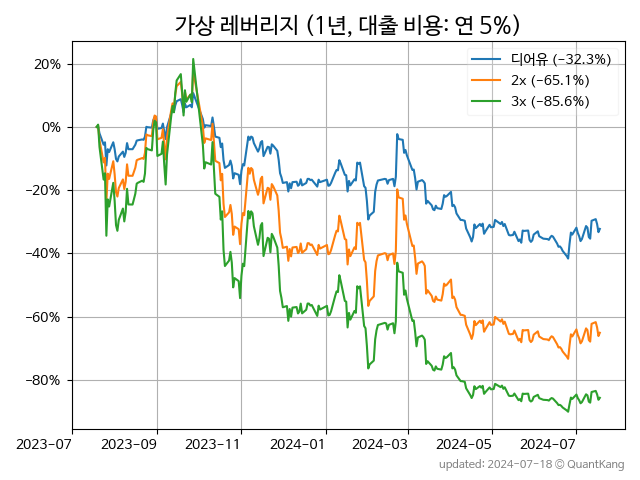 가상 레버리지 (1년, 대출 비용: 연 5%)
디어유 (−32.3%)
2x (−65.1%)
3x (−85.6%)
20%
0%
−20%
−40%
−60%
−80%
2023-07 2023-09 2023-11 2024-01 2024-03 2024-05 2024-07
updated: 2024-07-18 © QuantKang